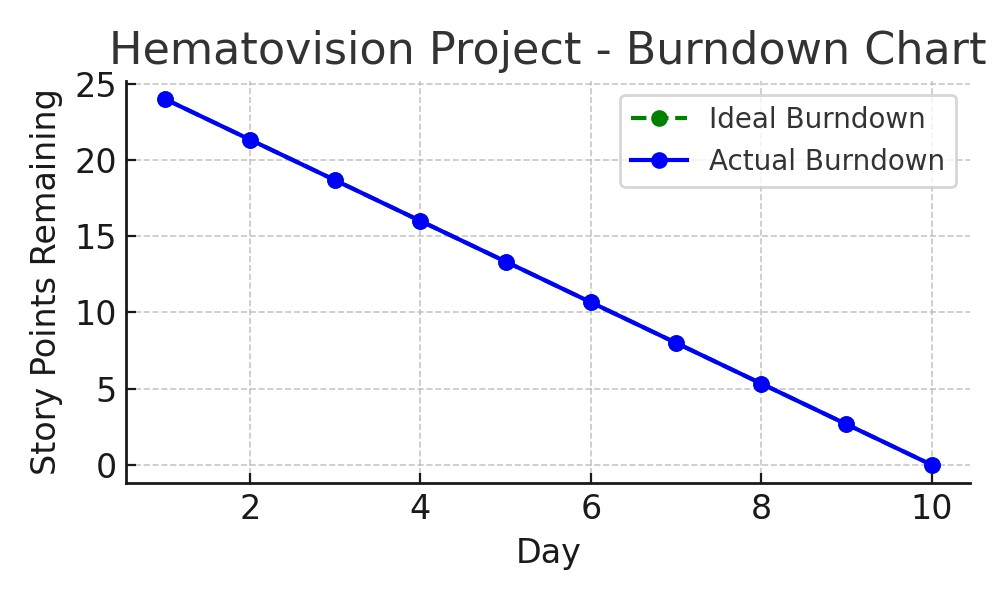 Hematovision Project - Burndown Chart
Ideal Burndown
Actual Burndown
Story Points Remaining
25
20
15
10
5
0
2 4 6 8 10
Day